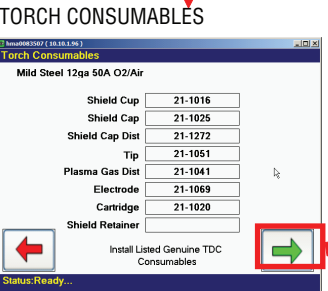 TORCH CONSUMABLES
hma0083507 ( 10.10.1.96 )
Torch Consumables
Mild Steel 12ga 50A O2/Air
Shield Cup 21-1016
Shield Cap 21-1025
Shield Cap Dist 21-1272
Tip 21-1051
Plasma Gas Dist 21-1041
Electrode 21-1069
Cartridge 21-1020
Shield Retainer
Install Listed Genuine TDC
Consumables
Status:Ready...